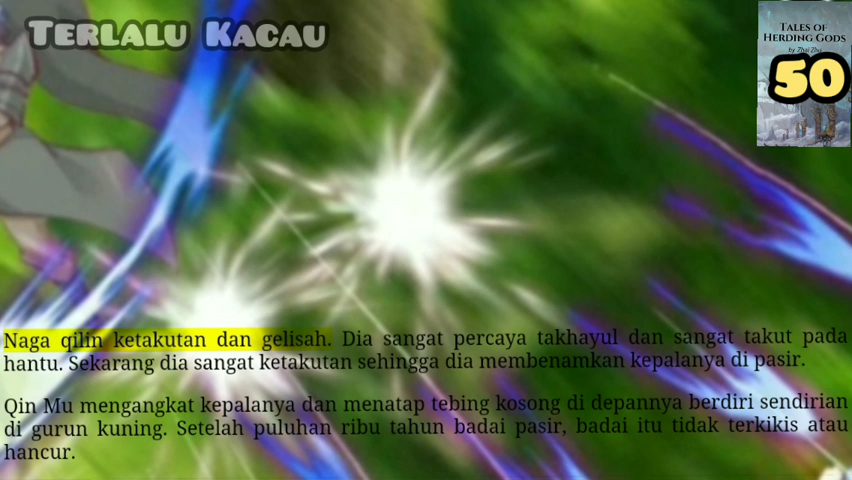 Terlalu Kacau
TALES OF
HERDING GODS
by Zhai Zhu
50
Naga qilin ketakutan dan gelisah. Dia sangat percaya takhayul dan sangat takut pada
hantu. Sekarang dia sangat ketakutan sehingga dia membenamkan kepalanya di pasir.
Qin Mu mengangkat kepalanya dan menatap tebing kosong di depannya berdiri sendirian
di gurun kuning. Setelah puluhan ribu tahun badai pasir, badai itu tidak terkikis atau
hancur.